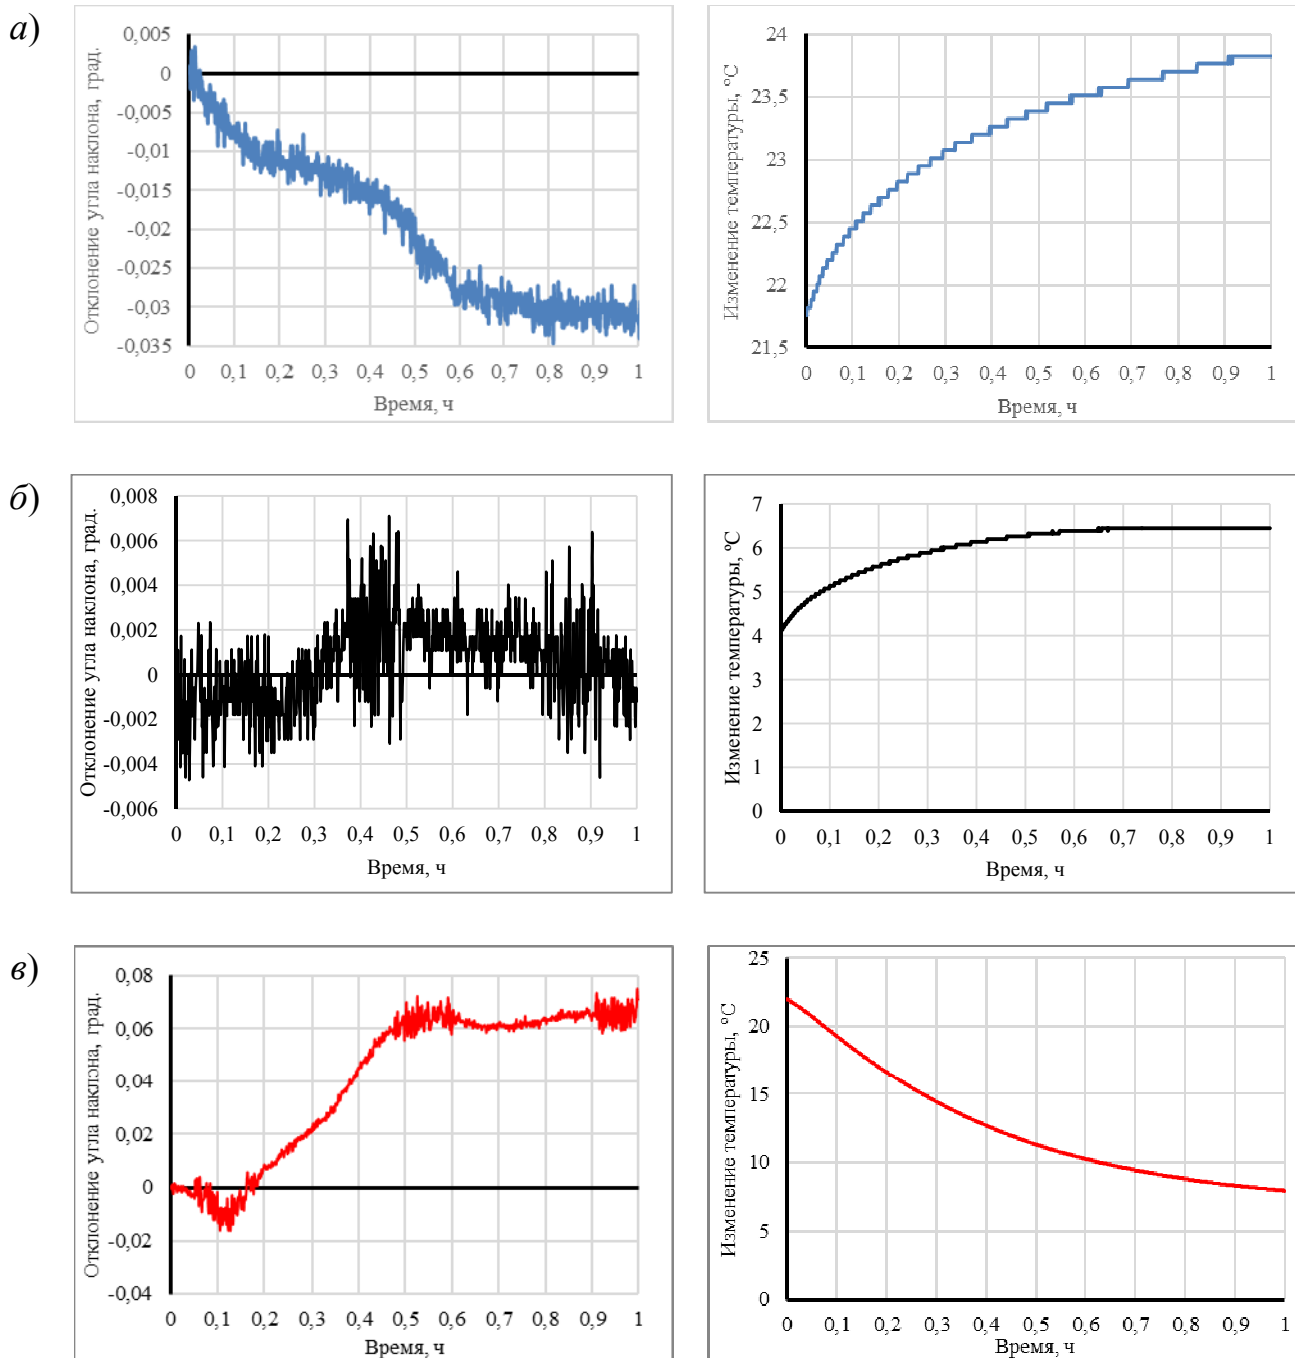 а)
Отклонение угла наклона, град.
0,005
0
-0,005
-0,01
-0,015
-0,02
-0,025
-0,03
-0,035
0 0,1 0,2 0,3 0,4 0,5 0,6 0,7 0,8 0,9 1
Время, ч
Изменение температуры, °С
24
23,5
23
22,5
22
21,5
0 0,1 0,2 0,3 0,4 0,5 0,6 0,7 0,8 0,9 1
Время, ч
б)
Отклонение угла наклона, град.
0,008
0,006
0,004
0,002
0
-0,002
-0,004
-0,006
0 0,1 0,2 0,3 0,4 0,5 0,6 0,7 0,8 0,9 1
Время, ч
Изменение температуры, °С
7
6
5
4
3
2
1
0
0 0,1 0,2 0,3 0,4 0,5 0,6 0,7 0,8 0,9 1
Время, ч
в)
Отклонение угла наклона, град.
0,08
0,06
0,04
0,02
0
-0,02
-0,04
0 0,1 0,2 0,3 0,4 0,5 0,6 0,7 0,8 0,9 1
Время, ч
Изменение температуры, °С
25
20
15
10
5
0
0 0,1 0,2 0,3 0,4 0,5 0,6 0,7 0,8 0,9 1
Время, ч